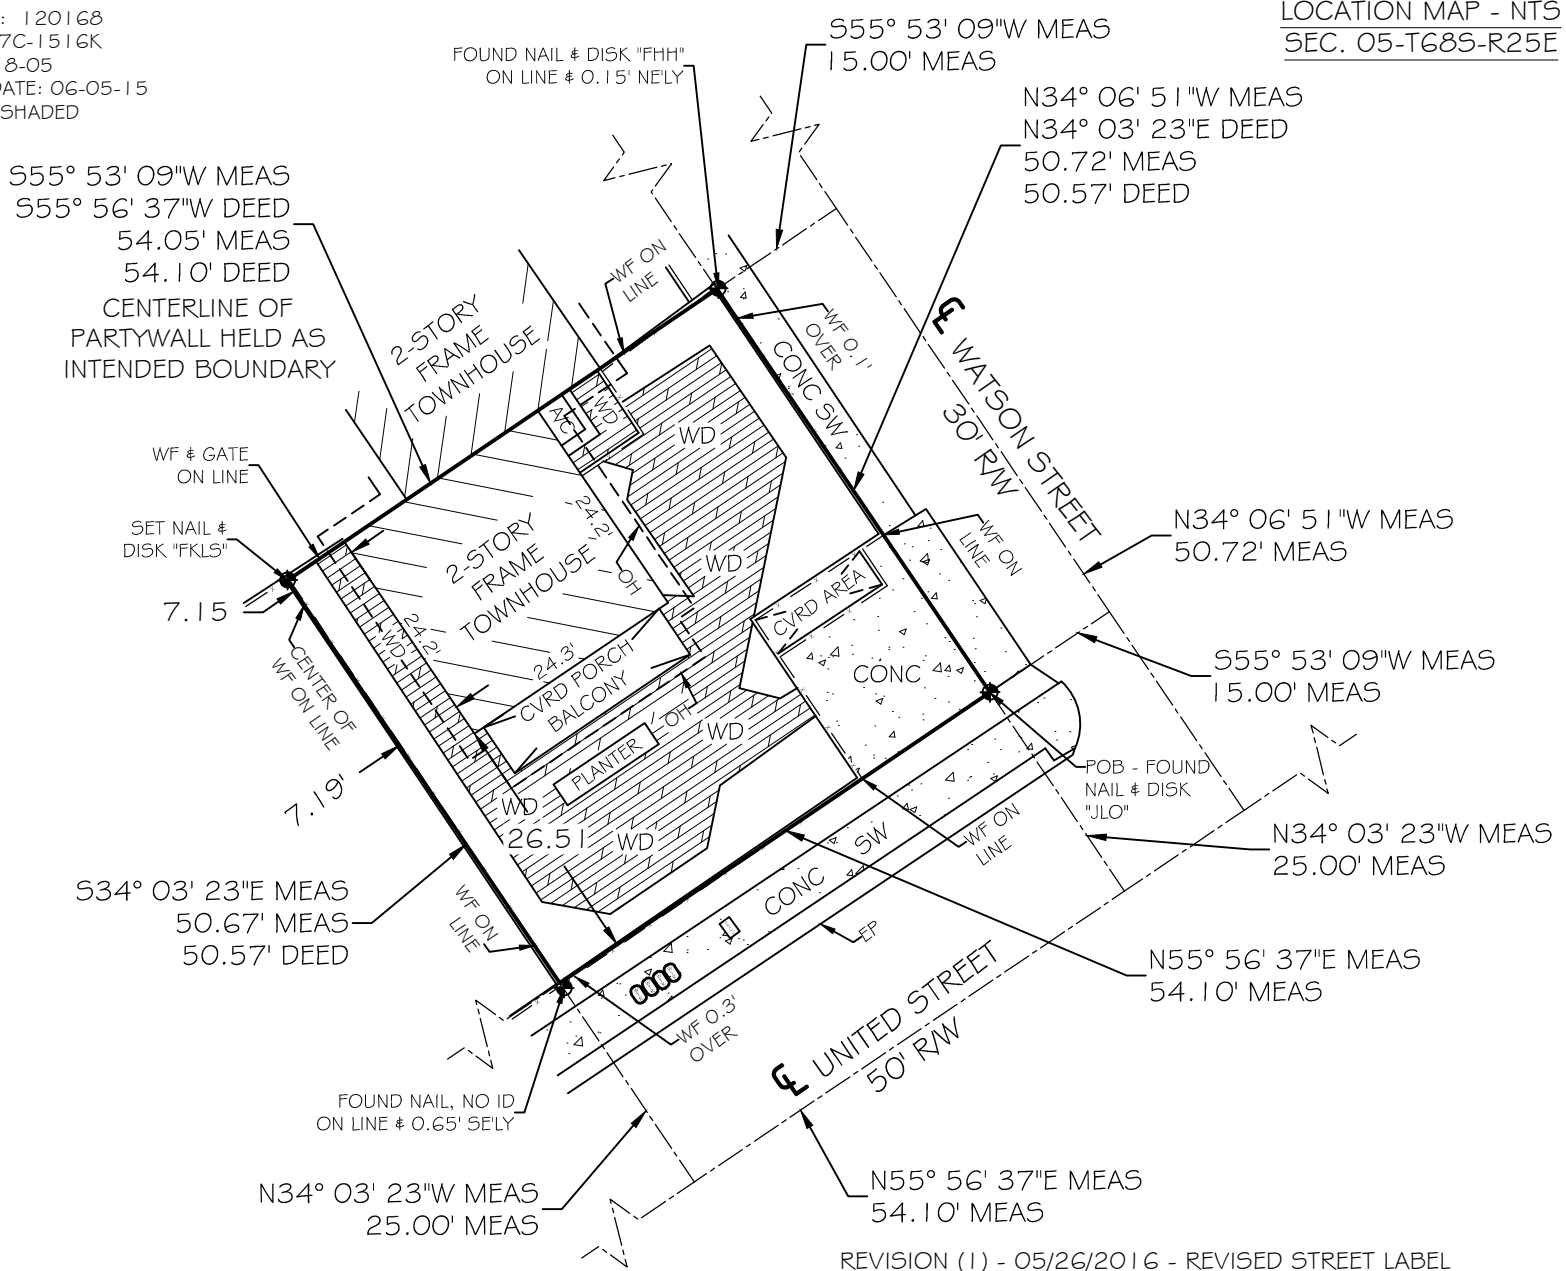 : 120168
7C-1516K
8-05
DATE: 06-05-15
SHADED
LOCATION MAP - NTS
SEC. 05-T68S-R25E
FOUND NAIL & DISK "FHH"
ON LINE & 0.15' NE'LY
S55° 53' 09"W MEAS
15.00' MEAS
N34° 06' 51"W MEAS
N34° 03' 23"E DEED
50.72' MEAS
50.57' DEED
S55° 53' 09"W MEAS
S55° 56' 37"W DEED
54.05' MEAS
54.10' DEED
CENTERLINE OF
PARTYWALL HELD AS
INTENDED BOUNDARY
2-STORY
FRAME
TOWNHOUSE
WF ON
LINE
WF 0.1'
OVER
CONC SW
℄ WATSON STREET
30' R/W
WF & GATE
ON LINE
SET NAIL &
DISK "FKLS"
7.15
A/C
WD
WD
24.2'
2-STORY
FRAME
TOWNHOUSE
OH
WD
WF ON
LINE
N34° 06' 51"W MEAS
50.72' MEAS
CVRD AREA
24.2'
WD
24.3'
CVRD PORCH
BALCONY
CENTER OF
WF ON LINE
CONC
S55° 53' 09"W MEAS
15.00' MEAS
OH
WD
PLANTER
7.19'
WD
26.51
WD
POB - FOUND
NAIL & DISK
"JLO"
WF ON
LINE
N34° 03' 23"W MEAS
25.00' MEAS
S34° 03' 23"E MEAS
50.67' MEAS
50.57' DEED
WF ON
LINE
CONC SW
EP
N55° 56' 37"E MEAS
54.10' MEAS
WF 0.3'
OVER
℄ UNITED STREET
50' R/W
FOUND NAIL, NO ID
ON LINE & 0.65' SE'LY
N34° 03' 23"W MEAS
25.00' MEAS
N55° 56' 37"E MEAS
54.10' MEAS
REVISION (1) - 05/26/2016 - REVISED STREET LABEL